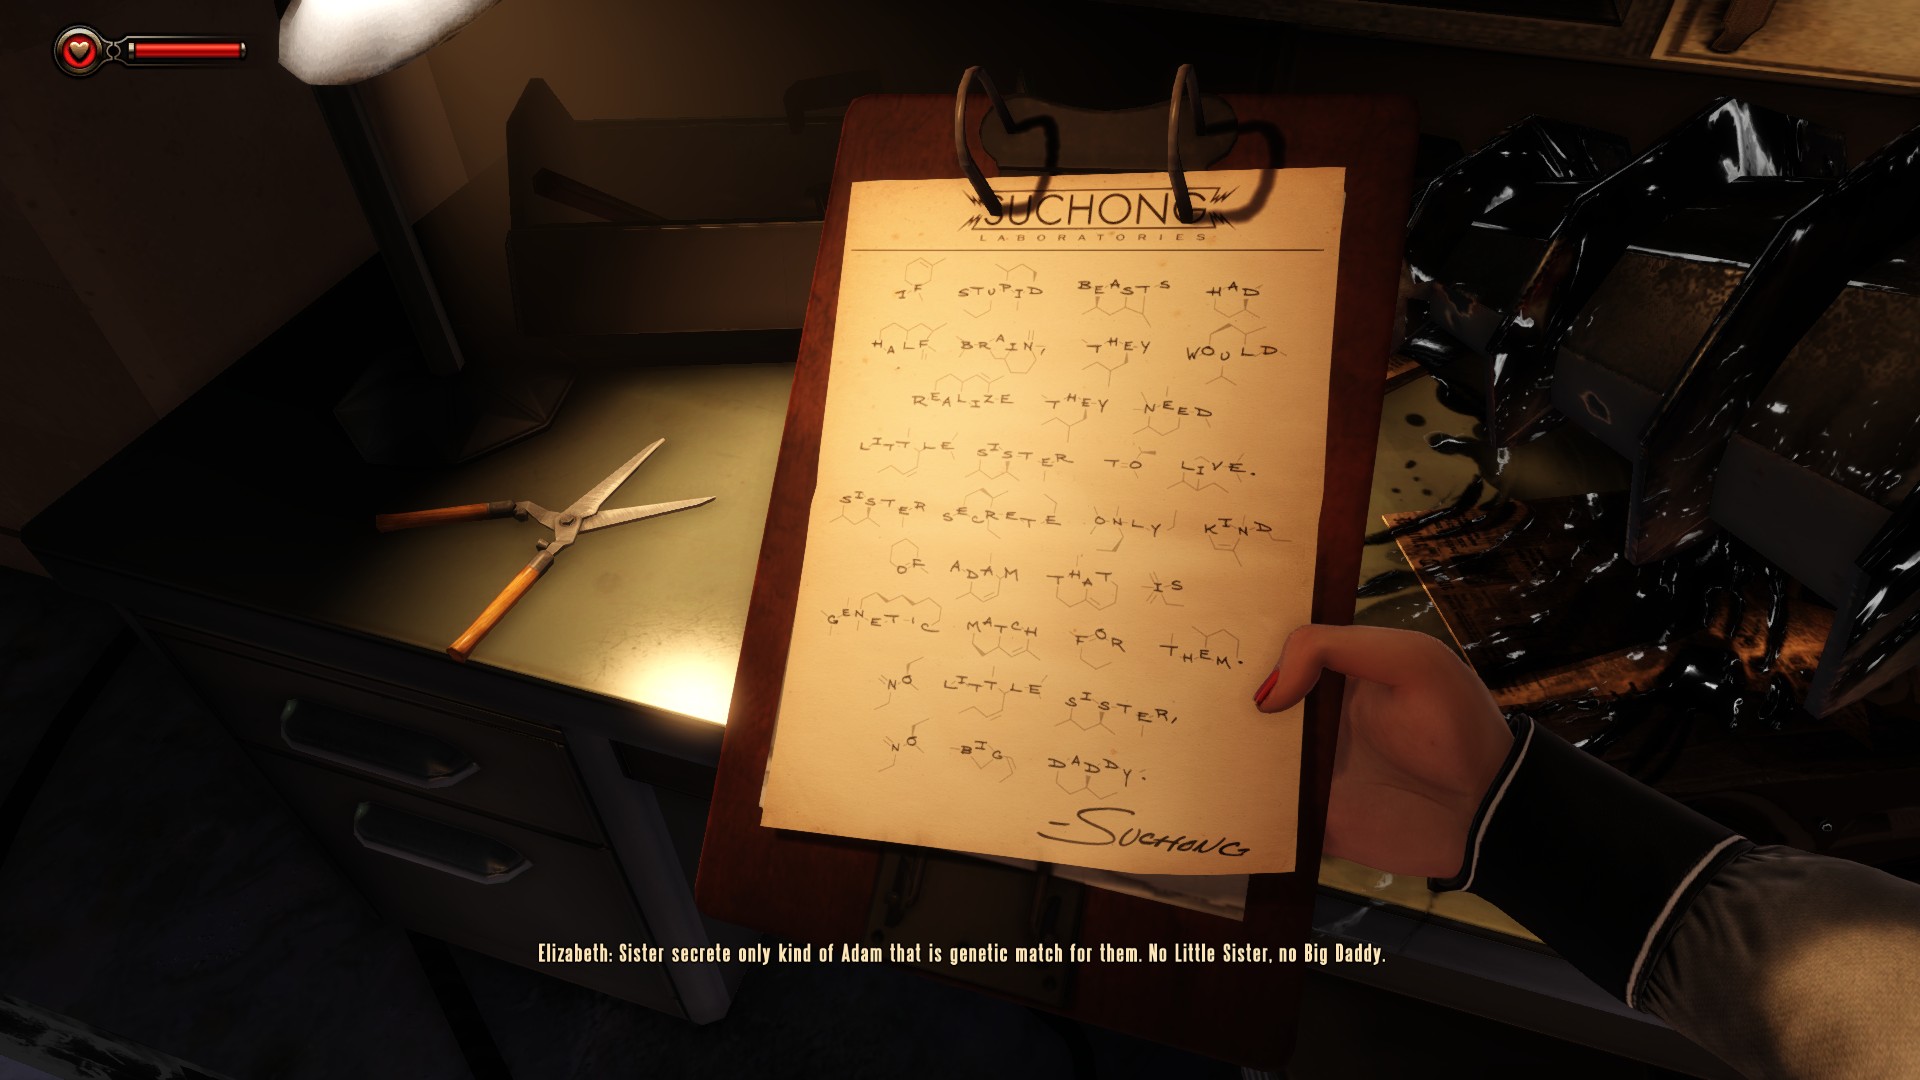 SUCHONG
LABORATORIES
IF STUPID BEASTS HAD
HALF BRAIN, THEY WOULD
REALIZE THEY NEED
LITTLE SISTER TO LIVE.
SISTER SECRETE ONLY KIND
OF ADAM THAT IS
GENETIC MATCH FOR THEM.
NO LITTLE SISTER,
NO BIG DADDY.
-SUCHONG
Elizabeth: Sister secrete only kind of Adam that is genetic match for them. No Little Sister, no Big Daddy.